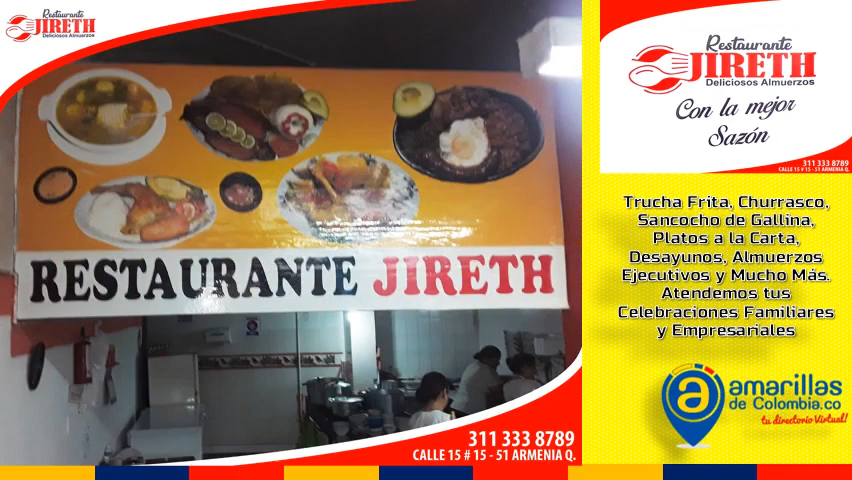 Restaurante
JIRETH
Deliciosos Almuerzos
RESTAURANTE JIRETH
311 333 8789
CALLE 15 # 15 - 51 ARMENIA Q.
Restaurante
JIRETH
Deliciosos Almuerzos
Con la mejor
Sazón
311 333 8789
CALLE 15 # 15 - 51 ARMENIA Q.
Trucha Frita, Churrasco,
Sancocho de Gallina,
Platos a la Carta,
Desayunos, Almuerzos
Ejecutivos y Mucho Más.
Atendemos tus
Celebraciones Familiares
y Empresariales
a
amarillas
de Colombia.co
tu directorio Virtual!